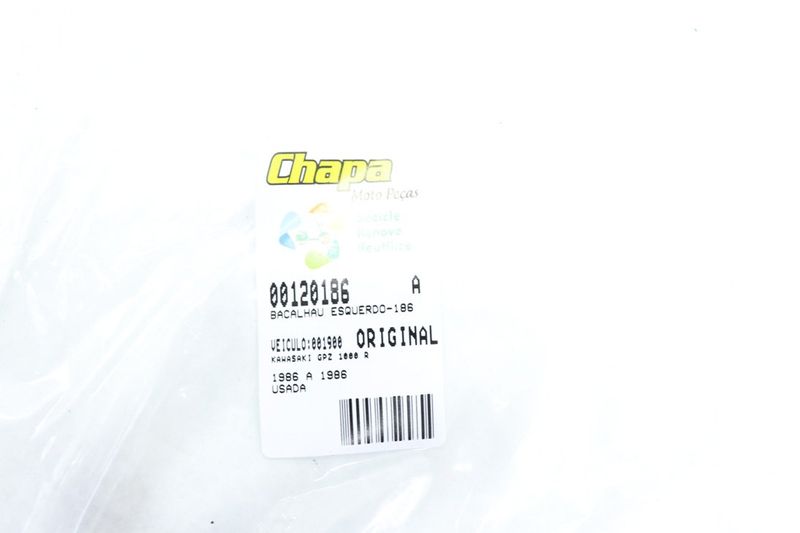 Chapa
Moto Peças
Recicle
Renove
Reutilize
00120186 A
BACALHAU ESQUERDO-186
VEICULO:001900 ORIGINAL
KAWASAKI GPZ 1000 R
1986 A 1986
USADA